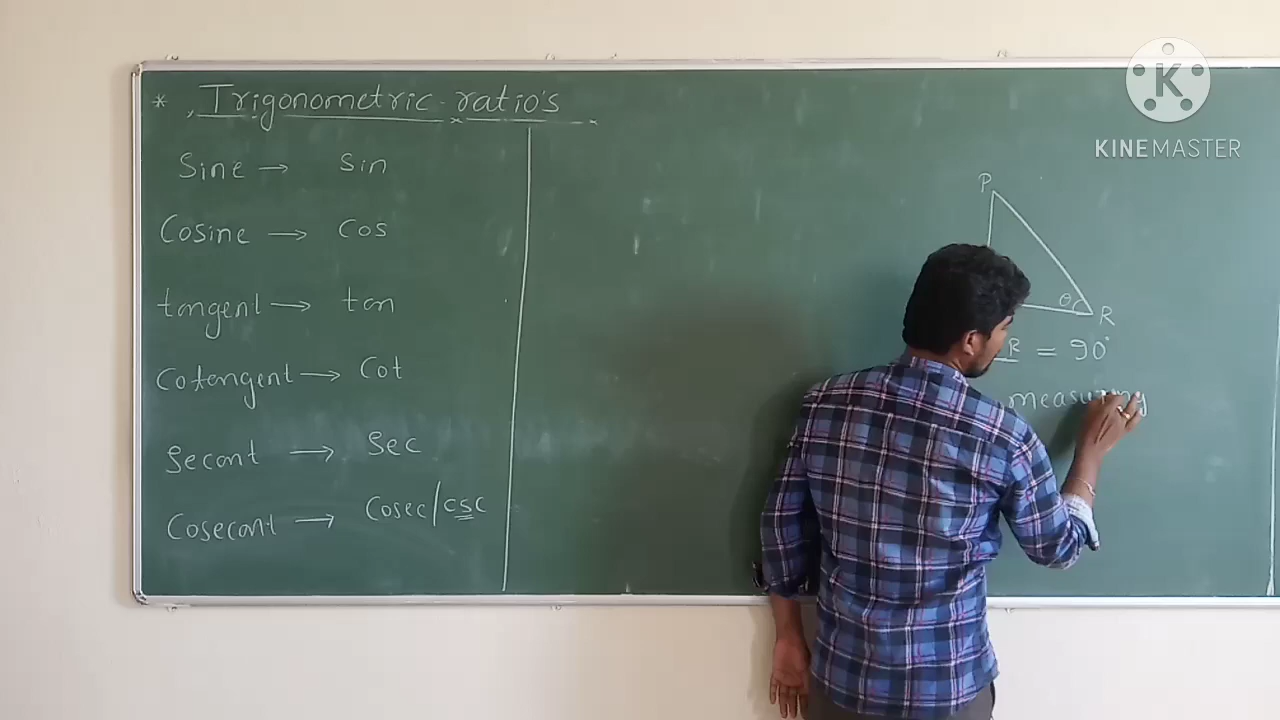 * Trigonometric ratio's
Sine → Sin
Cosine → Cos
tangent → tan
Cotangent → Cot
Secant → Sec
Cosecant → Cosec/csc
P
θ
R
R = 90°
measuring
K
KINEMASTER